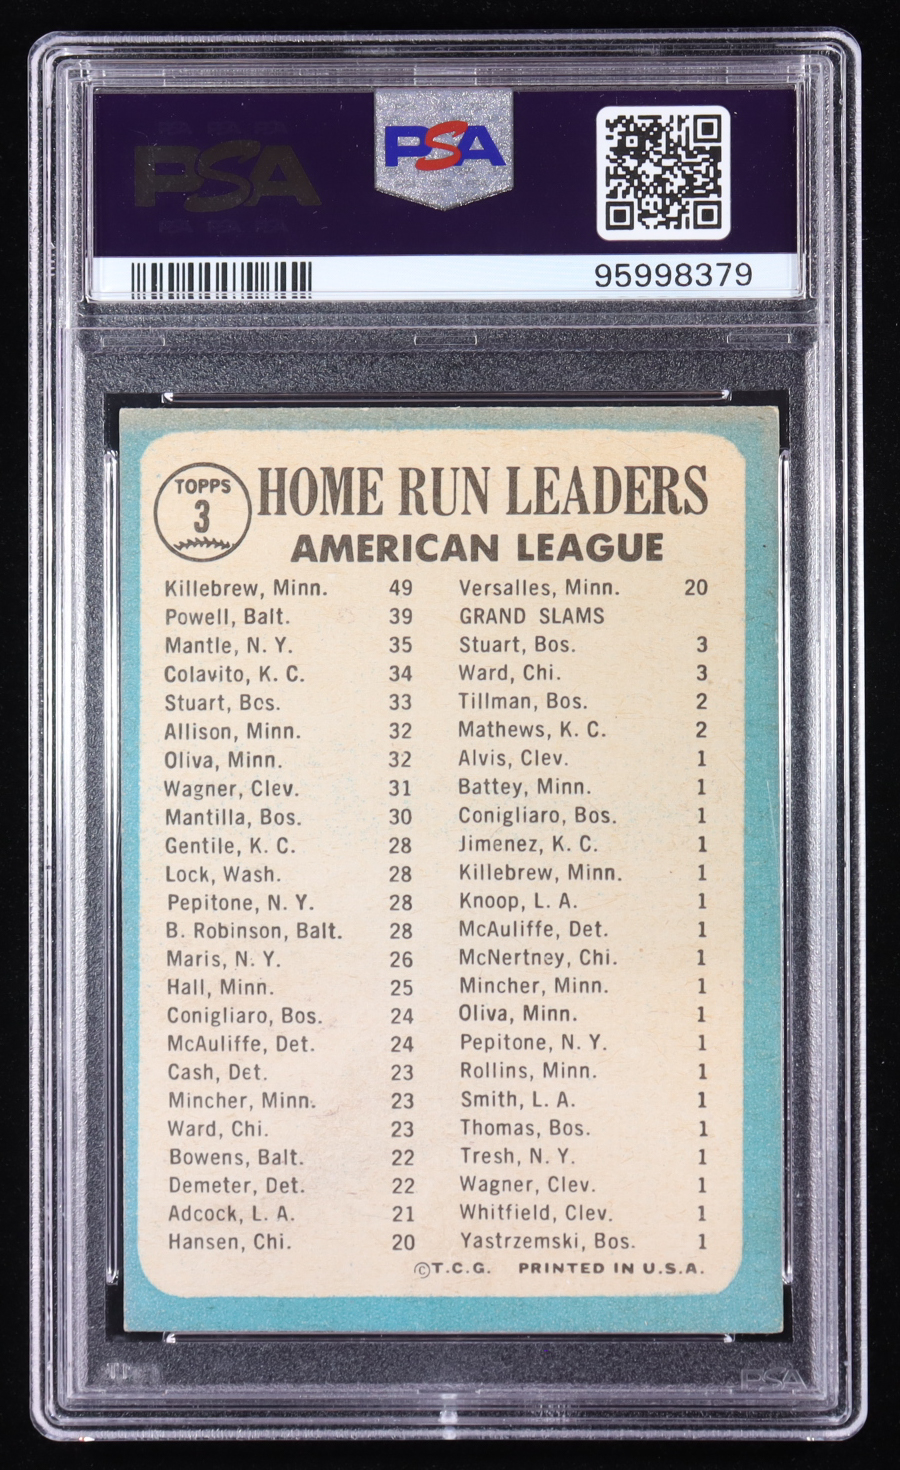 PSA
PSA
95998379
TOPPS
3
HOME RUN LEADERS
AMERICAN LEAGUE
Killebrew, Minn. 49
Powell, Balt. 39
Mantle, N. Y. 35
Colavito, K. C. 34
Stuart, Bos. 33
Allison, Minn. 32
Oliva, Minn. 32
Wagner, Clev. 31
Mantilla, Bos. 30
Gentile, K. C. 28
Lock, Wash. 28
Pepitone, N. Y. 28
B. Robinson, Balt. 28
Maris, N. Y. 26
Hall, Minn. 25
Conigliaro, Bos. 24
McAuliffe, Det. 24
Cash, Det. 23
Mincher, Minn. 23
Ward, Chi. 23
Bowens, Balt. 22
Demeter, Det. 22
Adcock, L. A. 21
Hansen, Chi. 20
Versalles, Minn. 20
GRAND SLAMS
Stuart, Bos. 3
Ward, Chi. 3
Tillman, Bos. 2
Mathews, K. C. 2
Alvis, Clev. 1
Battey, Minn. 1
Conigliaro, Bos. 1
Jimenez, K. C. 1
Killebrew, Minn. 1
Knoop, L. A. 1
McAuliffe, Det. 1
McNertney, Chi. 1
Mincher, Minn. 1
Oliva, Minn. 1
Pepitone, N. Y. 1
Rollins, Minn. 1
Smith, L. A. 1
Thomas, Bos. 1
Tresh, N. Y. 1
Wagner, Clev. 1
Whitfield, Clev. 1
Yastrzemski, Bos. 1
©T.C.G. PRINTED IN U.S.A.
PSA